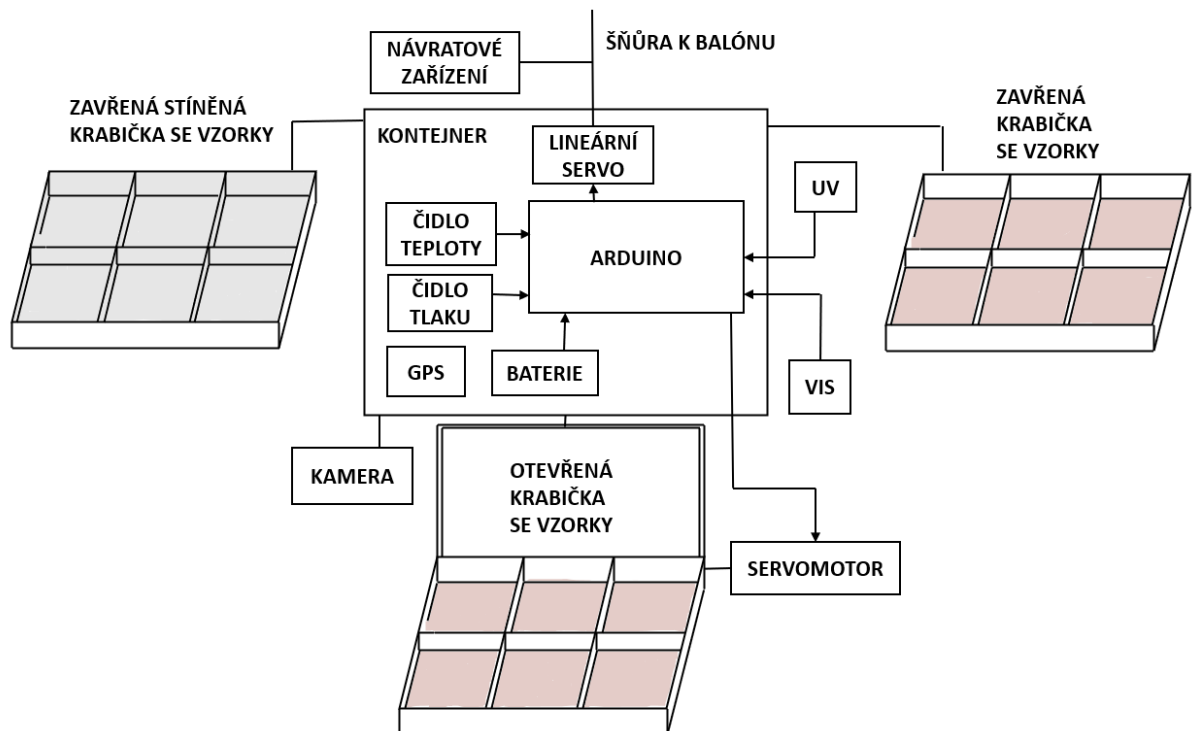 ŠŇŮRA K BALÓNU
NÁVRATOVÉ
ZAŘÍZENÍ
ZAVŘENÁ STÍNĚNÁ
KRABIČKA SE VZORKY
KONTEJNER
LINEÁRNÍ
SERVO
ZAVŘENÁ
KRABIČKA
SE VZORKY
UV
ČIDLO
TEPLOTY
ARDUINO
ČIDLO
TLAKU
GPS
BATERIE
VIS
KAMERA
OTEVŘENÁ
KRABIČKA
SE VZORKY
SERVOMOTOR